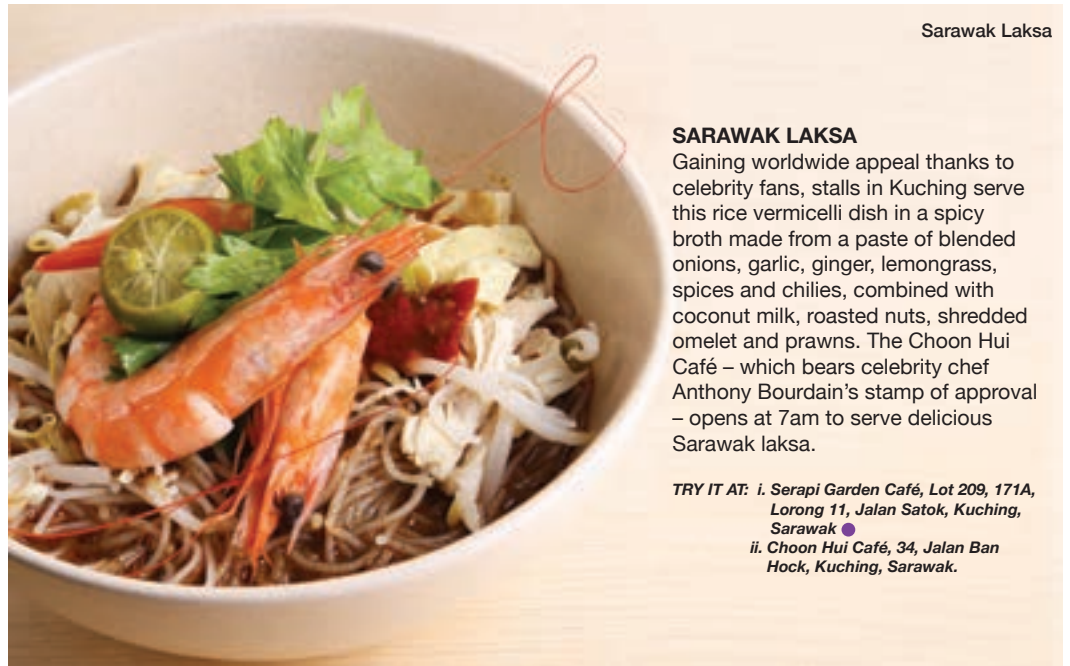 Sarawak Laksa
SARAWAK LAKSA
Gaining worldwide appeal thanks to
celebrity fans, stalls in Kuching serve
this rice vermicelli dish in a spicy
broth made from a paste of blended
onions, garlic, ginger, lemongrass,
spices and chilies, combined with
coconut milk, roasted nuts, shredded
omelet and prawns. The Choon Hui
Café – which bears celebrity chef
Anthony Bourdain’s stamp of approval
– opens at 7am to serve delicious
Sarawak laksa.
TRY IT AT: i. Serapi Garden Café, Lot 209, 171A,
Lorong 11, Jalan Satok, Kuching,
Sarawak
ii. Choon Hui Café, 34, Jalan Ban
Hock, Kuching, Sarawak.